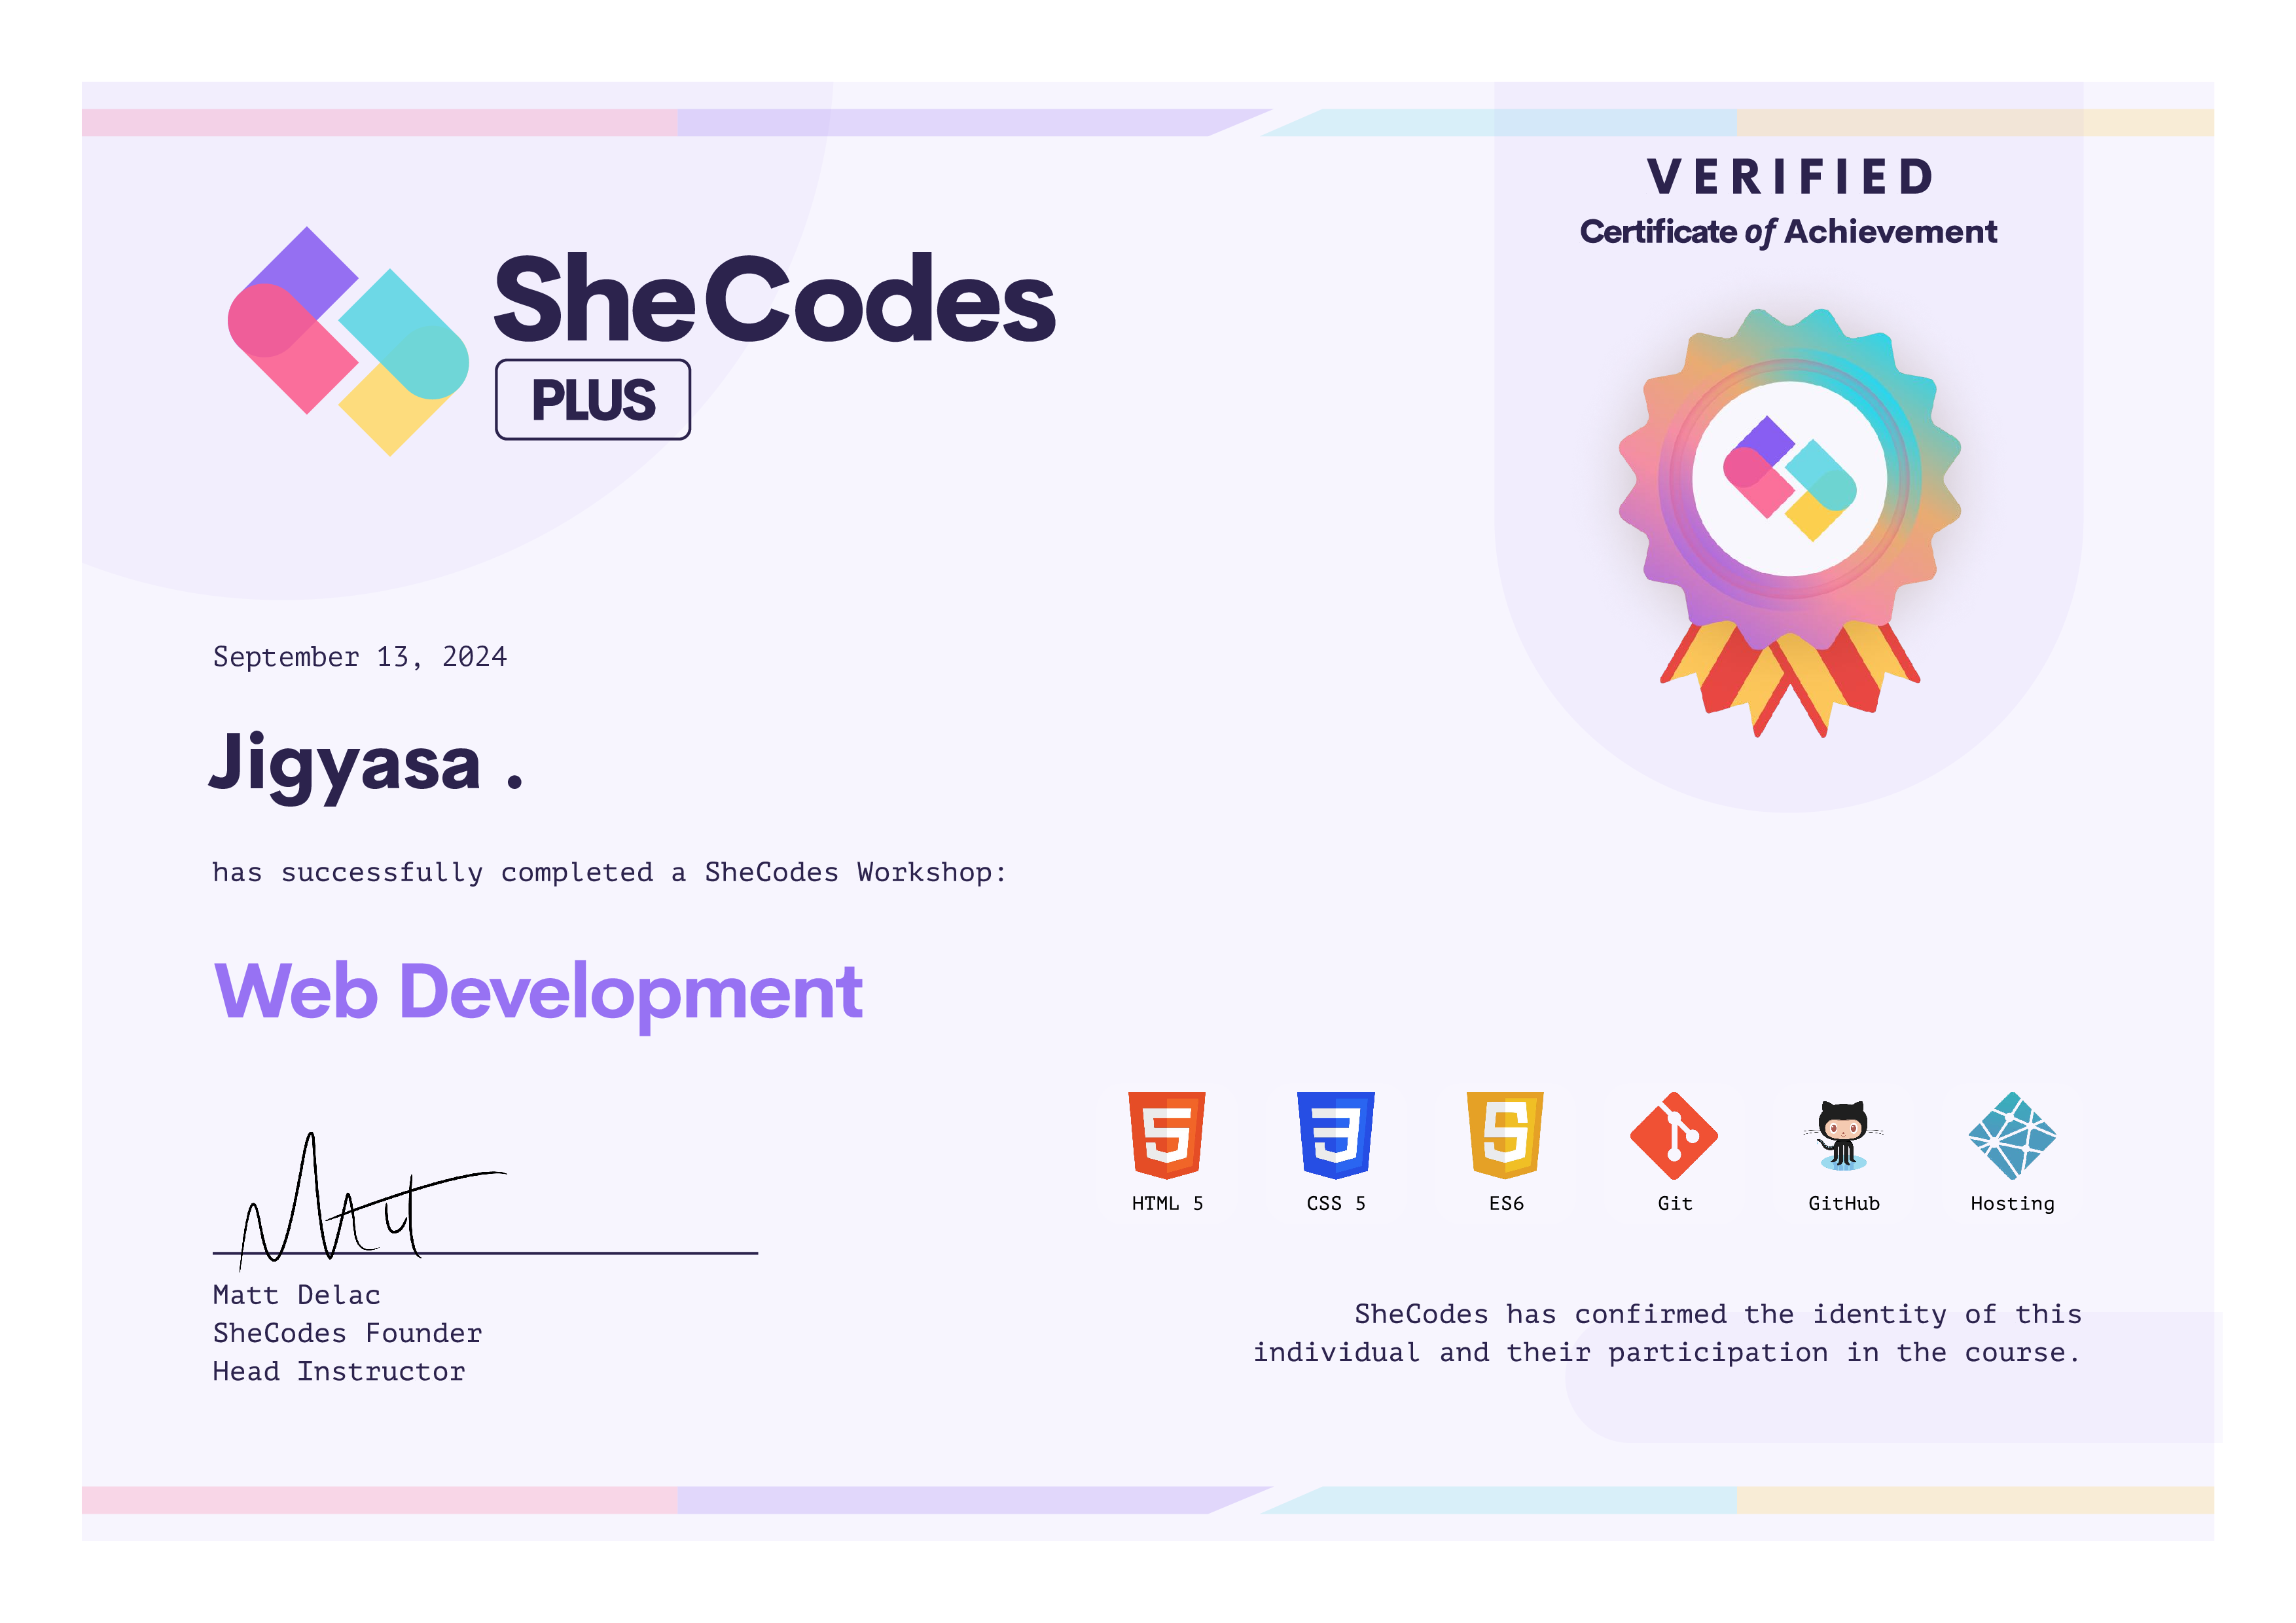 SheCodes
PLUS
VERIFIED
Certificate of Achievement
September 13, 2024
Jigyasa .
has successfully completed a SheCodes Workshop:
Web Development
HTML 5
CSS 5
ES6
Git
GitHub
Hosting
Matt Delac
SheCodes Founder
Head Instructor
SheCodes has confirmed the identity of this
individual and their participation in the course.